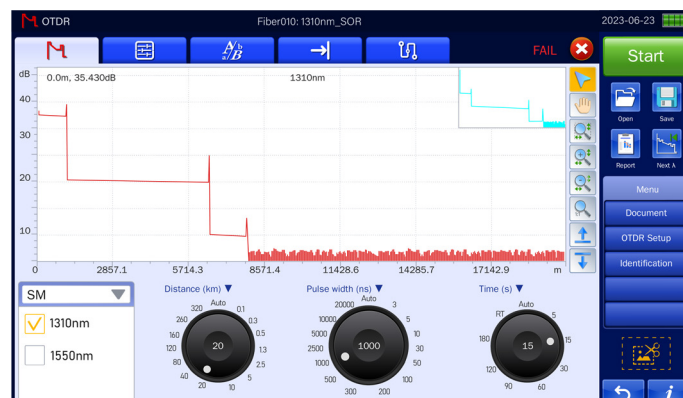 OTDR
Fiber010: 1310nm_SOR
2023-06-23
A/b
a/B
FAIL
Start
dB
0.0m, 35.430dB
1310nm
40
30
20
10
0
2857.1
5714.3
8571.4
11428.6
14285.7
17142.9
m
Open
Save
Report
Next λ
Menu
Document
OTDR Setup
Identification
SM
1310nm
1550nm
Distance (km)
Auto
0.1
0.3
0.5
1.3
2.5
5
10
20
40
80
120
160
260
320
20
Pulse width (ns)
Auto
3
5
10
30
50
100
200
300
500
1000
2500
5000
10000
20000
1000
Time (s)
Auto
5
15
30
60
90
120
180
RT
15
i